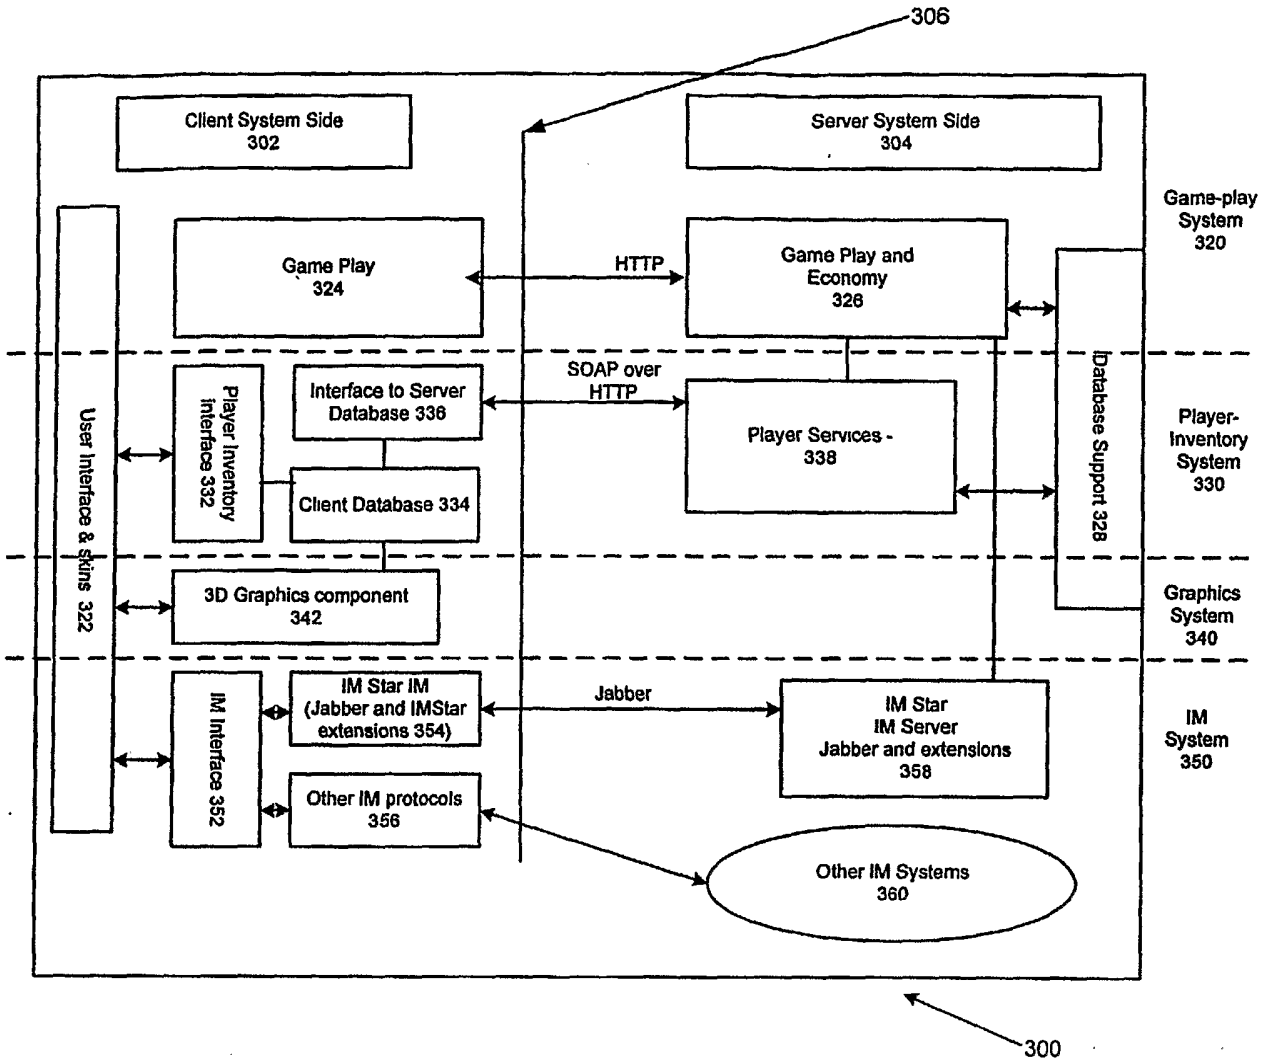 306
Client System Side
302
Server System Side
304
Game-play
System
320
Game Play
324
HTTP
Game Play and
Economy
326
User Interface & skins 322
Player Inventory
interface 332
Interface to Server
Database 336
SOAP over
HTTP
Player Services -
338
Database Support 328
Player-
Inventory
System
330
Client Database 334
3D Graphics component
342
Graphics
System
340
IM Interface 352
IM Star IM
(Jabber and IMStar
extensions 354)
Jabber
IM Star
IM Server
Jabber and extensions
358
IM
System
350
Other IM protocols
356
Other IM Systems
360
300